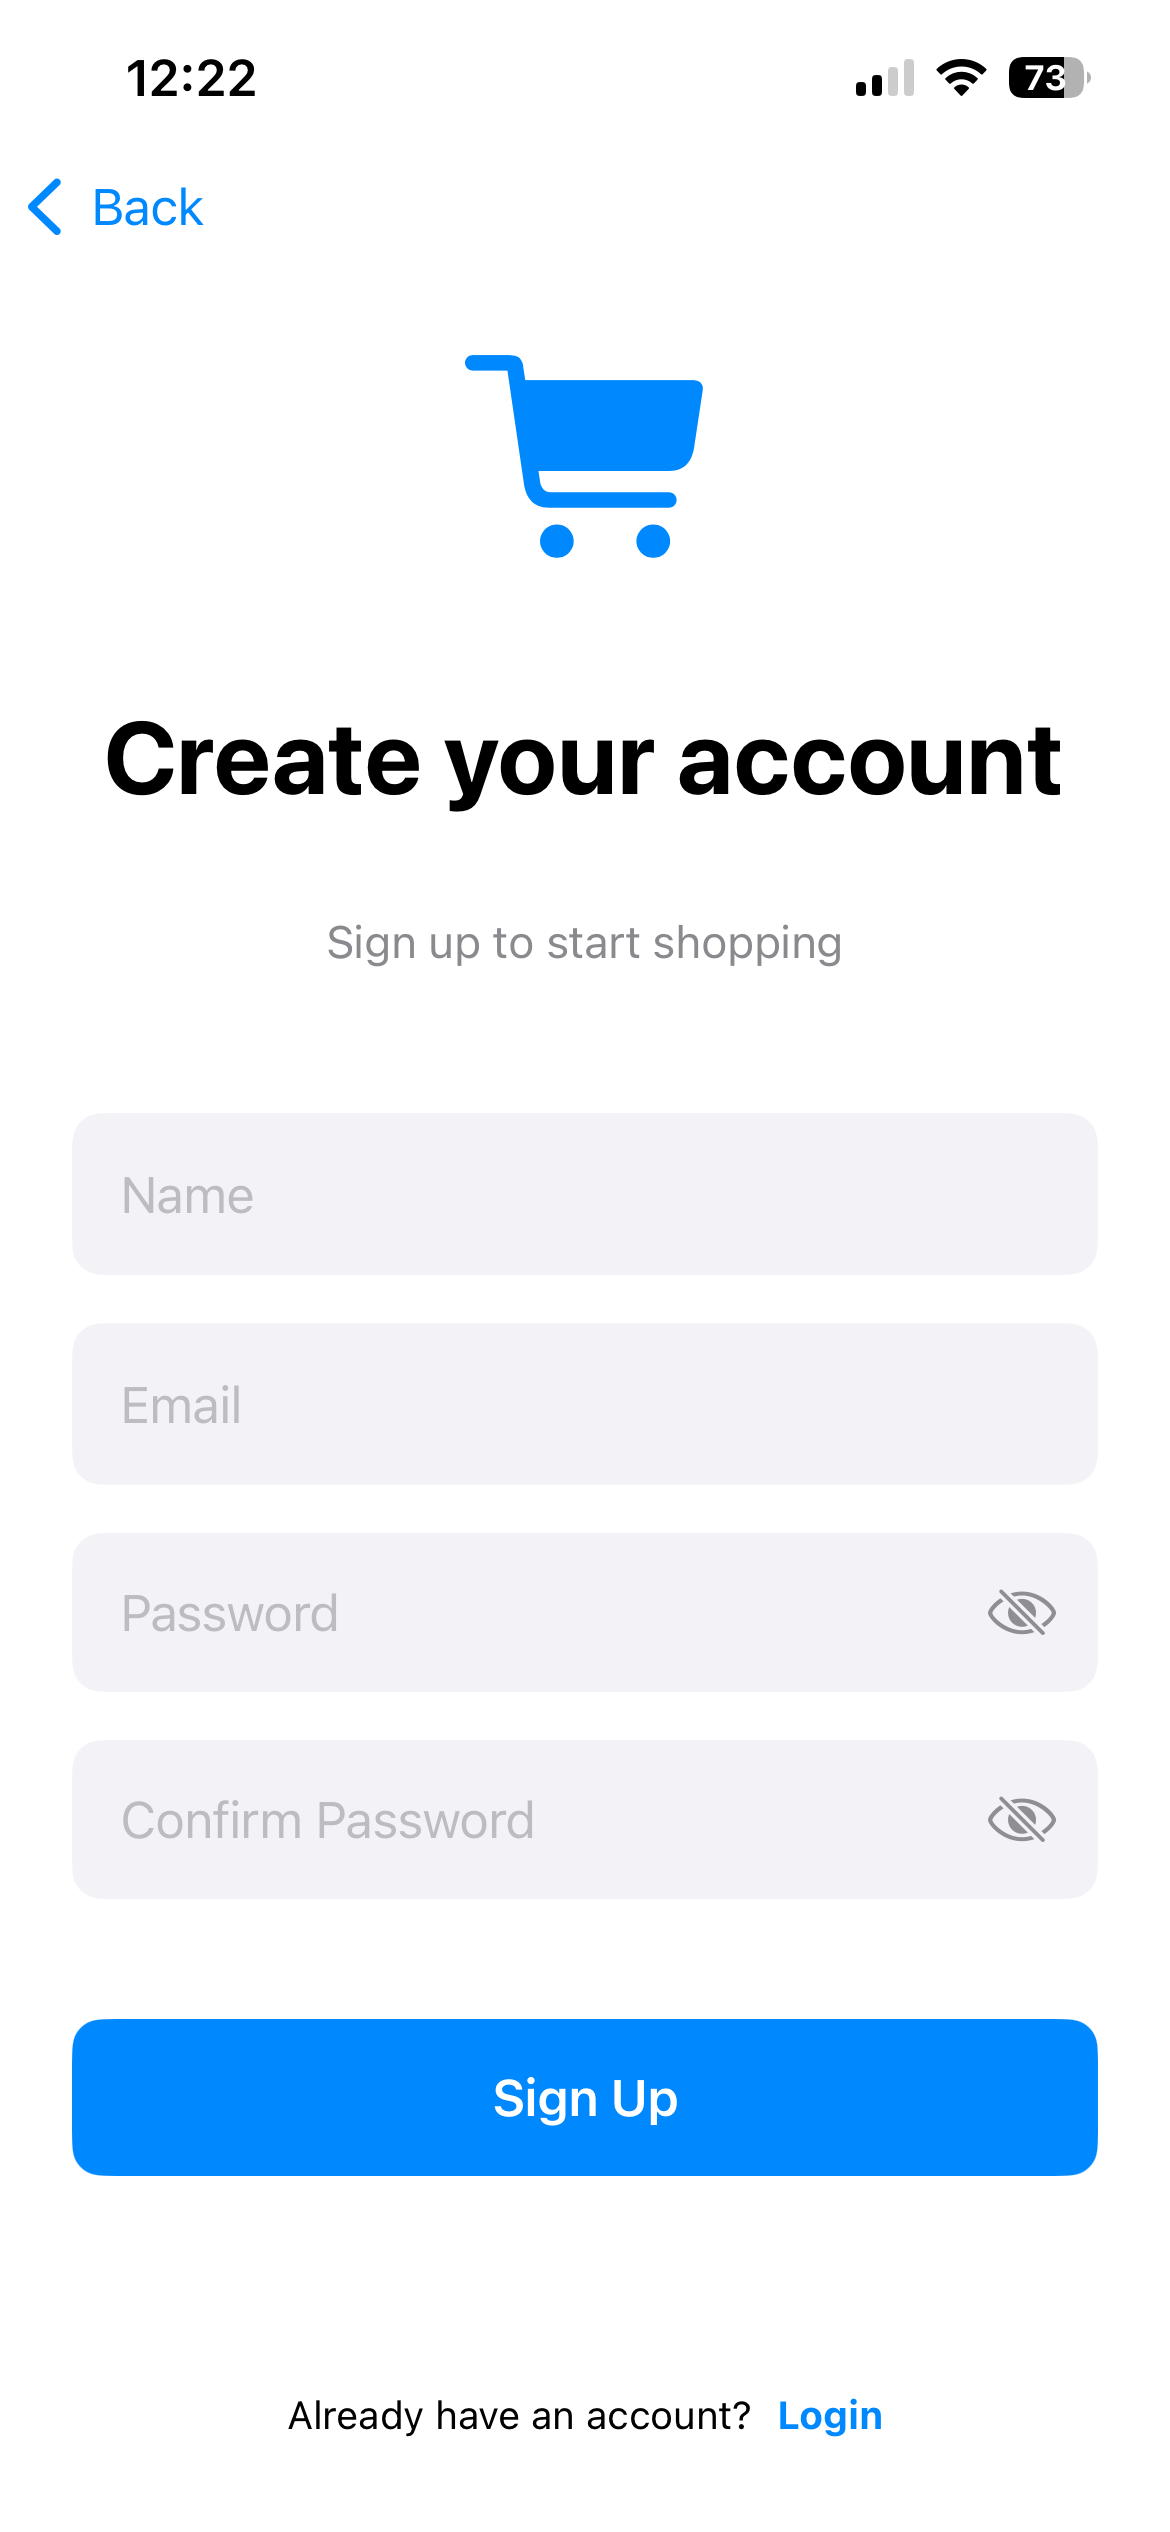 12:22
73
Back
Create your account
Sign up to start shopping
Name
Email
Password
Confirm Password
Sign Up
Already have an account? Login